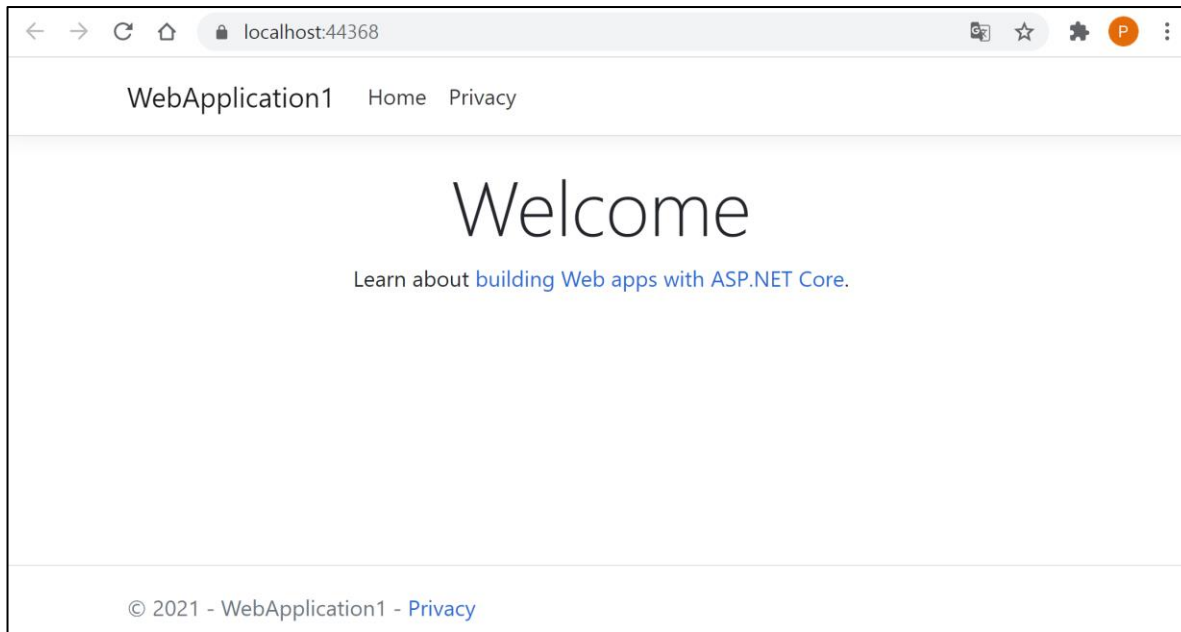 localhost:44368
P
WebApplication1 Home Privacy
Welcome
Learn about building Web apps with ASP.NET Core.
© 2021 - WebApplication1 - Privacy